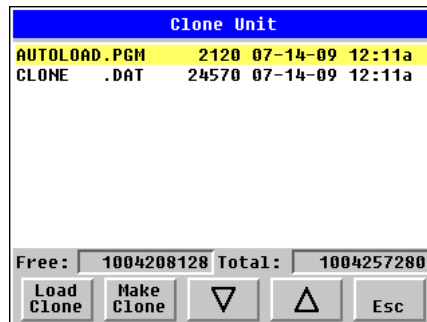 Clone Unit
AUTOLOAD.PGM 2120 07-14-09 12:11a
CLONE .DAT 24570 07-14-09 12:11a
Free: 1004208128 Total: 1004257280
Load Clone Make Clone Esc